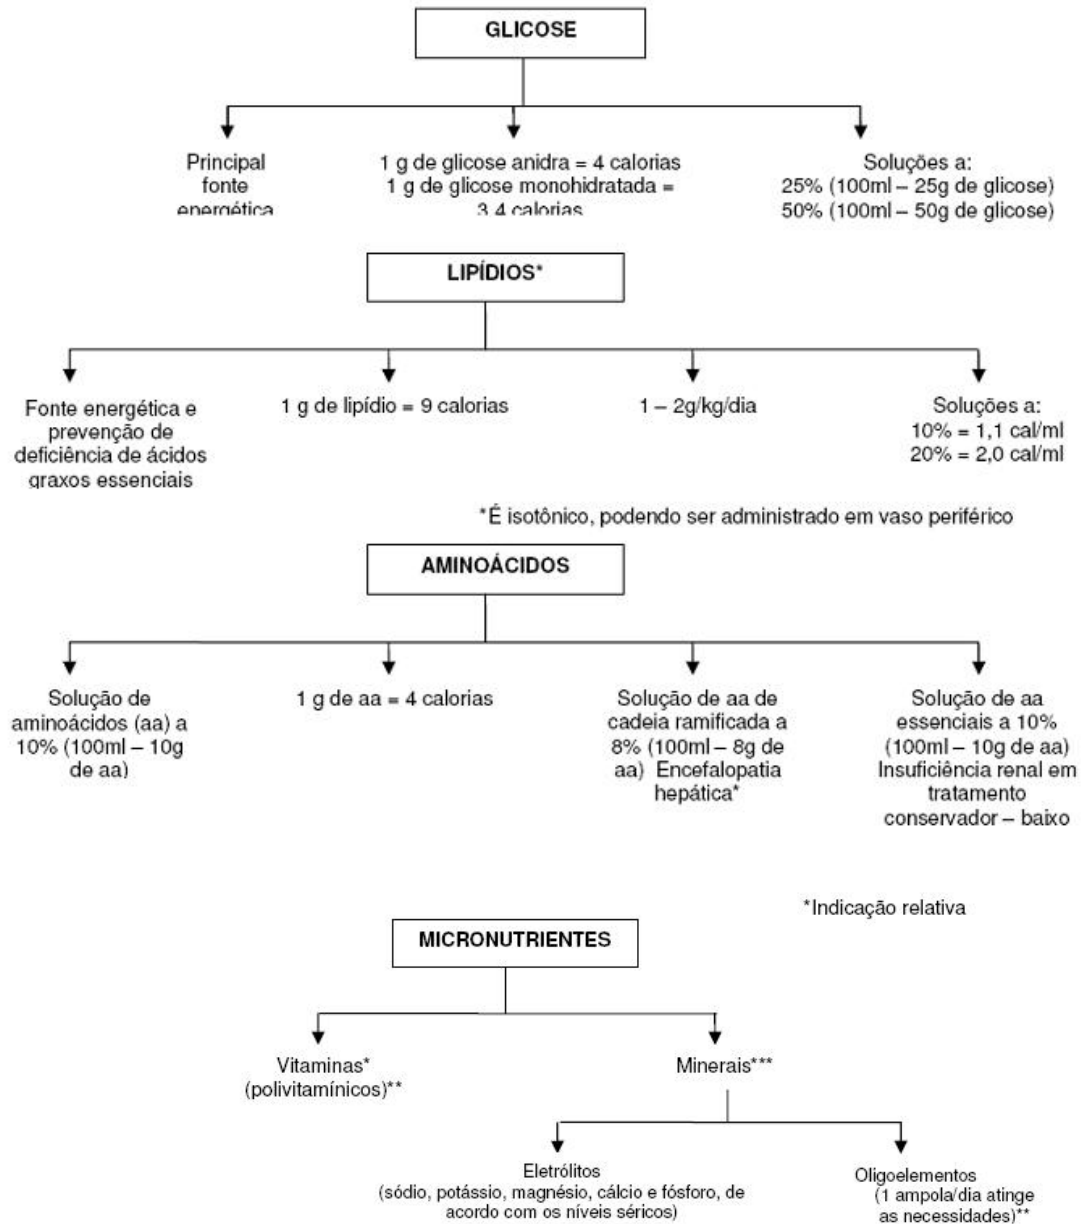 GLICOSE
Principal
fonte
energética
1 g de glicose anidra = 4 calorias
1 g de glicose monohidratada =
3,4 calorias
Soluções a:
25% (100ml – 25g de glicose)
50% (100ml – 50g de glicose)
LIPÍDIOS*
Fonte energética e
prevenção de
deficiência de ácidos
graxos essenciais
1 g de lipídio = 9 calorias
1 – 2g/kg/dia
Soluções a:
10% = 1,1 cal/ml
20% = 2,0 cal/ml
*É isotônico, podendo ser administrado em vaso periférico
AMINOÁCIDOS
Solução de
aminoácidos (aa) a
10% (100ml – 10g
de aa)
1 g de aa = 4 calorias
Solução de aa de
cadeia ramificada a
8% (100ml – 8g de
aa) Encefalopatia
hepática*
Solução de aa
essenciais a 10%
(100ml – 10g de aa)
Insuficiência renal em
tratamento
conservador – baixo
*Indicação relativa
MICRONUTRIENTES
Vitaminas*
(polivitamínicos)**
Minerais***
Eletrólitos
(sódio, potássio, magnésio, cálcio e fósforo, de
acordo com os níveis séricos)
Oligoelementos
(1 ampola/dia atinge
as necessidades)**